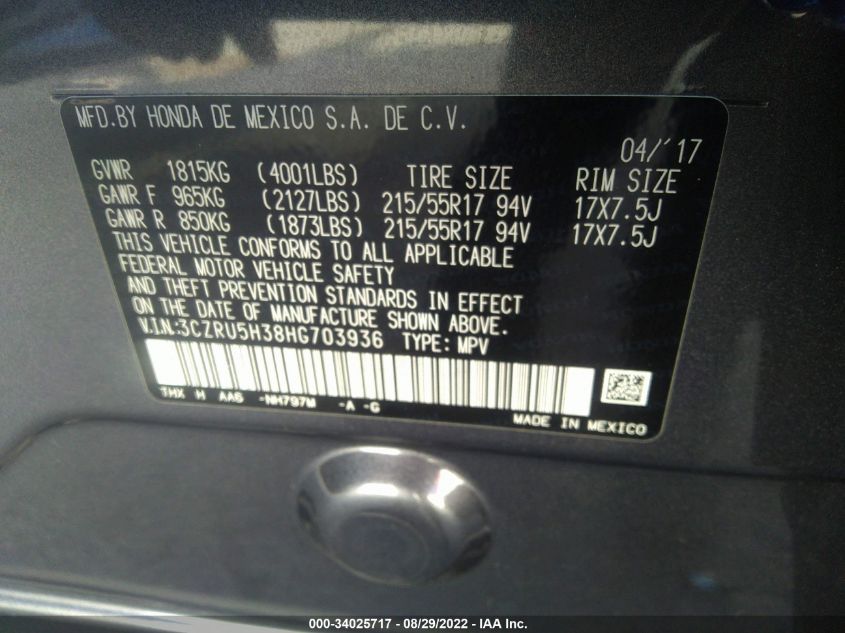 MFD.BY HONDA DE MEXICO S.A. DE C.V.
04/'17
GVWR 1815KG (4001LBS) TIRE SIZE RIM SIZE
GAWR F 965KG (2127LBS) 215/55R17 94V 17X7.5J
GAWR R 850KG (1873LBS) 215/55R17 94V 17X7.5J
THIS VEHICLE CONFORMS TO ALL APPLICABLE
FEDERAL MOTOR VEHICLE SAFETY
AND THEFT PREVENTION STANDARDS IN EFFECT
ON THE DATE OF MANUFACTURE SHOWN ABOVE.
V.I.N:3CZRU5H38HG703936 TYPE: MPV
THX H AA6 -NH797M -A -G
MADE IN MEXICO
000-34025717 - 08/29/2022 - IAA Inc.